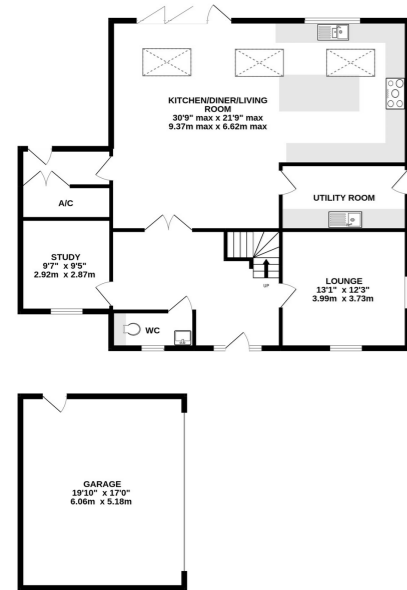 KITCHEN/DINER/LIVING
ROOM
30'9" max x 21'9" max
9.37m max x 6.62m max
A/C
UTILITY ROOM
STUDY
9'7" x 9'5"
2.92m x 2.87m
LOUNGE
13'1" x 12'3"
3.99m x 3.73m
UP
WC
GARAGE
19'10" x 17'0"
6.06m x 5.18m